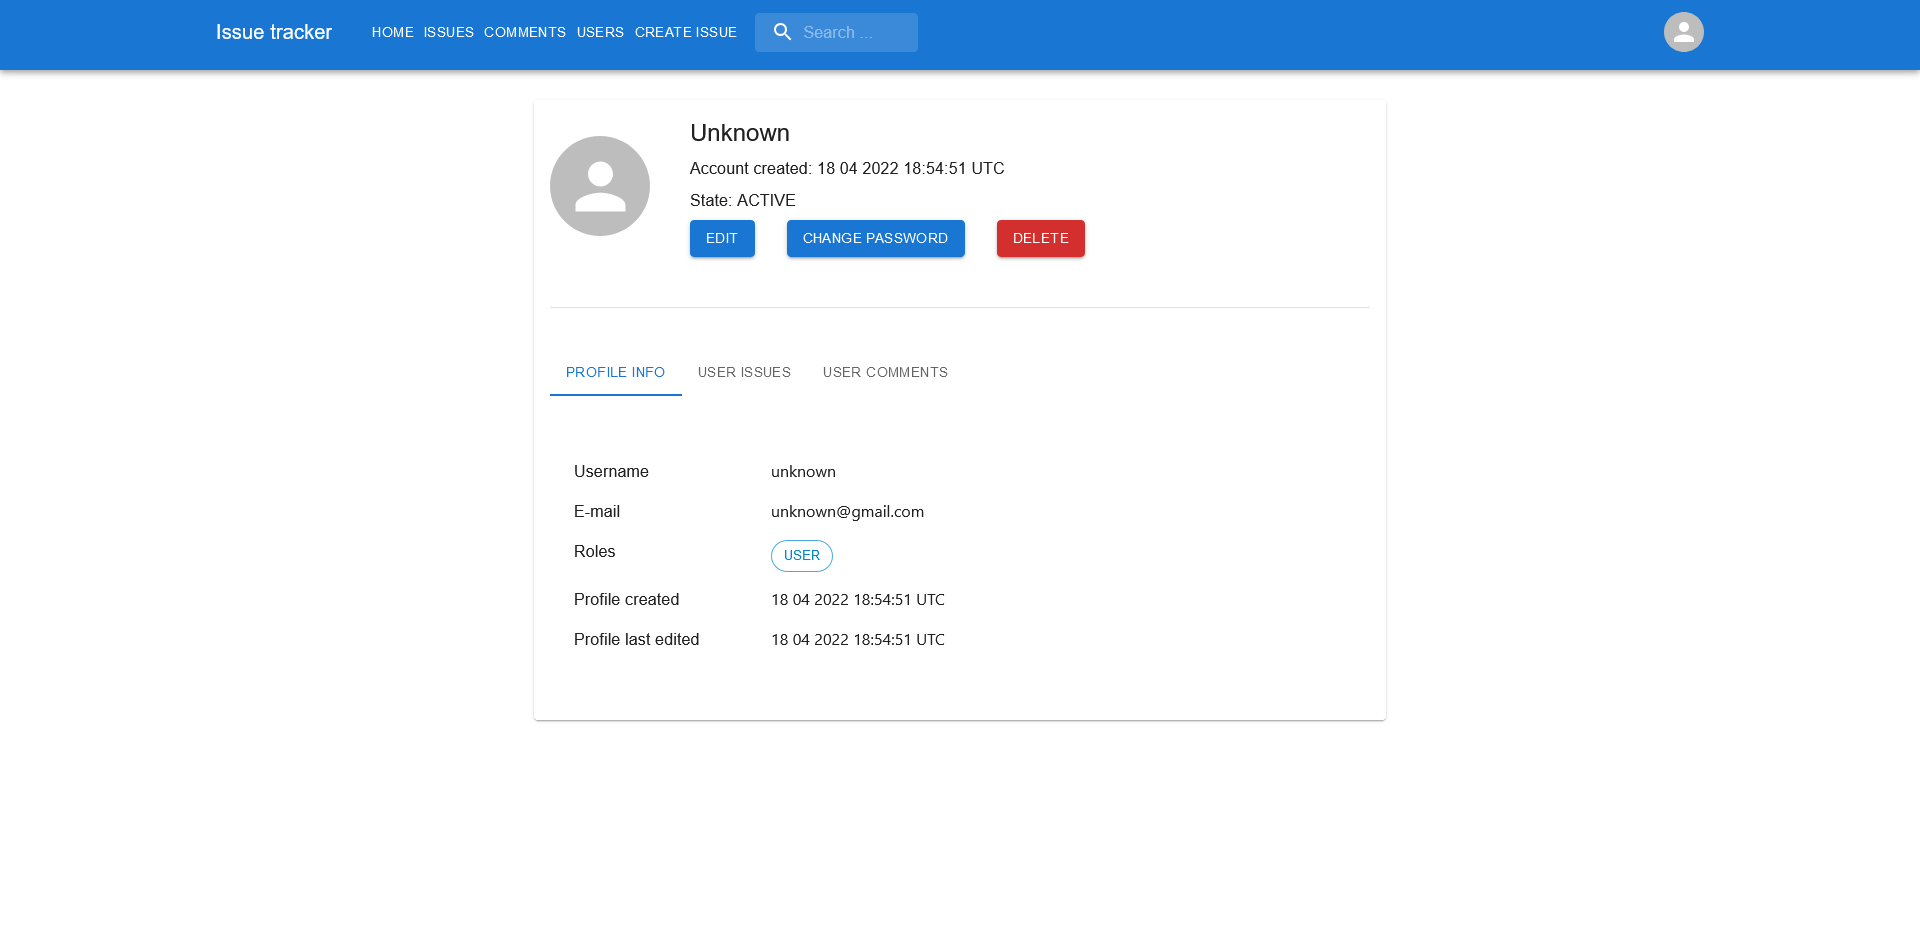 Issue tracker HOME ISSUES COMMENTS USERS CREATE ISSUE Search ...
Unknown
Account created: 18 04 2022 18:54:51 UTC
State: ACTIVE
EDIT CHANGE PASSWORD DELETE
PROFILE INFO USER ISSUES USER COMMENTS
Username unknown
E-mail unknown@gmail.com
Roles USER
Profile created 18 04 2022 18:54:51 UTC
Profile last edited 18 04 2022 18:54:51 UTC